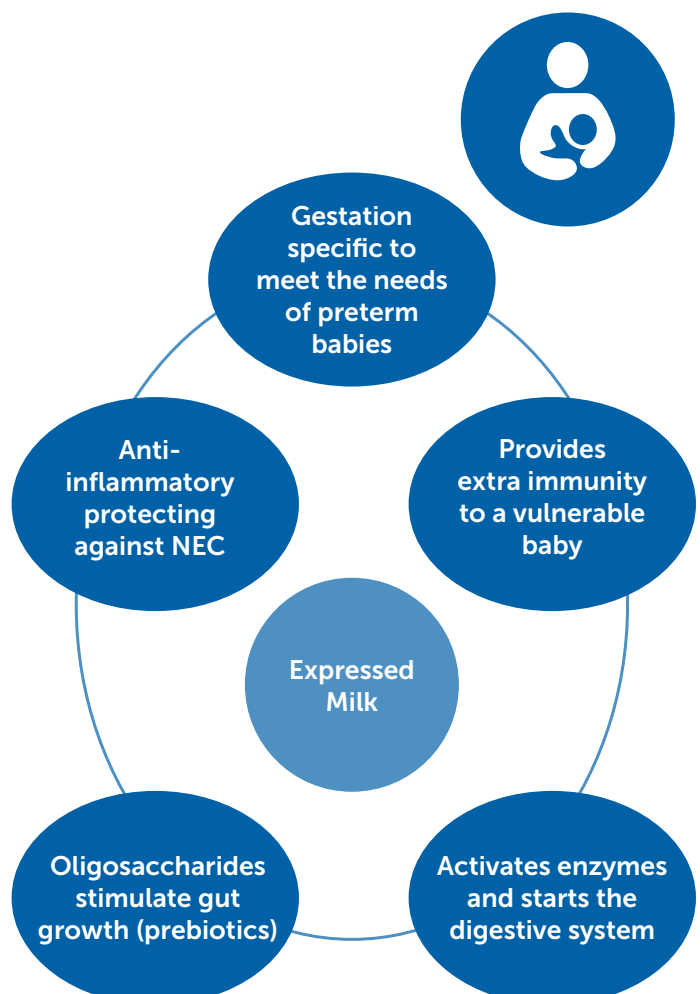 Gestation
specific to
meet the needs
of preterm
babies
Anti-
inflammatory
protecting
against NEC
Provides
extra immunity
to a vulnerable
baby
Expressed
Milk
Oligosaccharides
stimulate gut
growth (prebiotics)
Activates enzymes
and starts the
digestive system